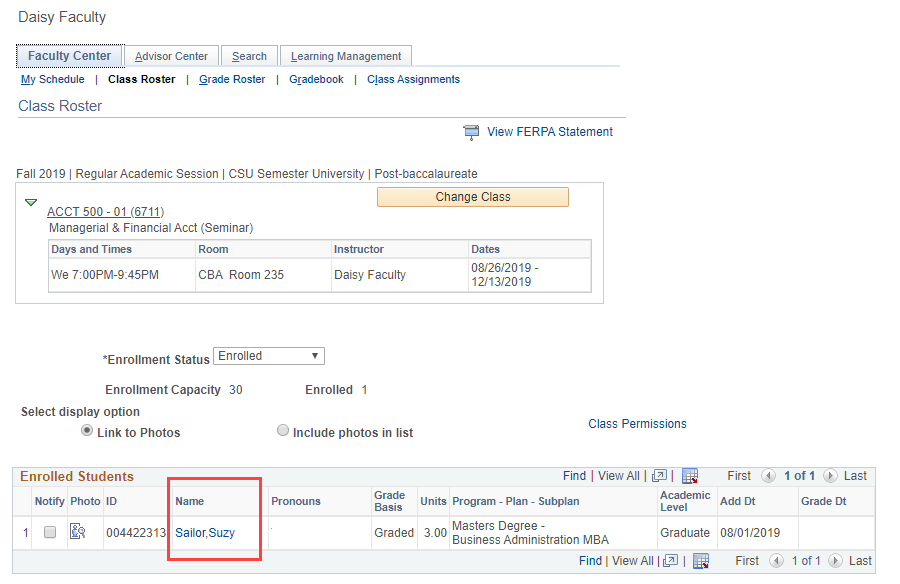 Daisy Faculty
Faculty Center Advisor Center Search Learning Management
My Schedule | Class Roster | Grade Roster | Gradebook | Class Assignments
Class Roster
View FERPA Statement
Fall 2019 | Regular Academic Session | CSU Semester University | Post-baccalaureate
Change Class
ACCT 500 - 01 (6711)
Managerial & Financial Acct (Seminar)
Days and Times Room Instructor Dates
We 7:00PM-9:45PM CBA Room 235 Daisy Faculty 08/26/2019 -
12/13/2019
*Enrollment Status Enrolled
Enrollment Capacity 30 Enrolled 1
Select display option
Link to Photos Include photos in list Class Permissions
Enrolled Students Find | View All | | First 1 of 1 Last
Notify Photo ID Name Pronouns Grade Basis Units Program - Plan - Subplan Academic Level Add Dt Grade Dt
1 004422313 Sailor,Suzy Graded 3.00 Masters Degree - Business Administration MBA Graduate 08/01/2019
Find | View All | | First 1 of 1 Last